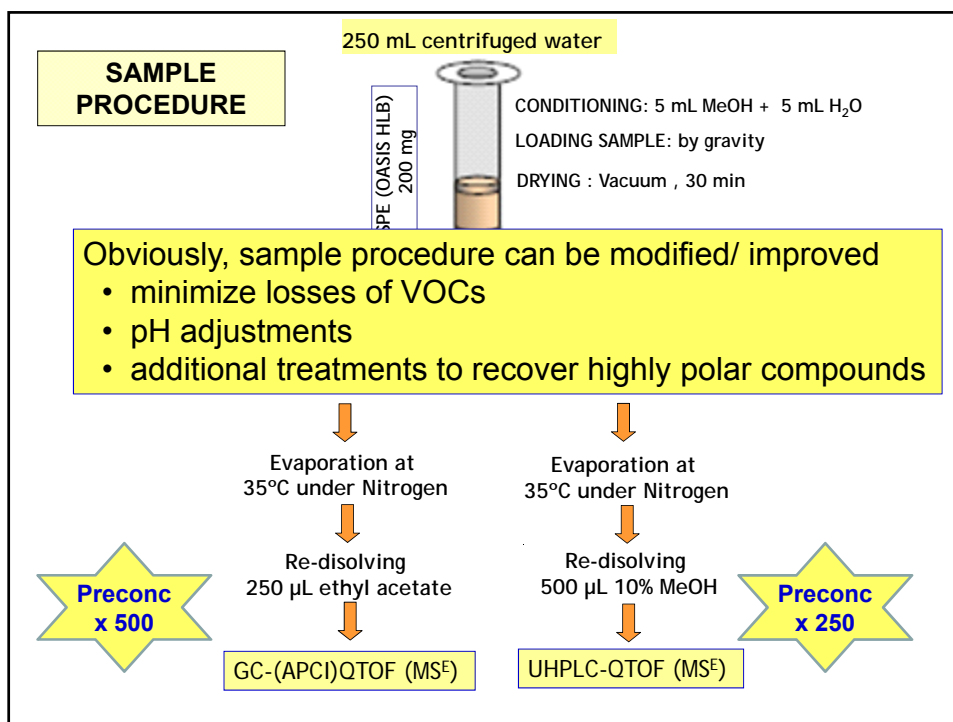 250 mL centrifuged water
SAMPLE
PROCEDURE
SPE (OASIS HLB)
200 mg
CONDITIONING: 5 mL MeOH + 5 mL H₂O
LOADING SAMPLE: by gravity
DRYING : Vacuum , 30 min
Obviously, sample procedure can be modified/ improved
• minimize losses of VOCs
• pH adjustments
• additional treatments to recover highly polar compounds
Evaporation at
35ºC under Nitrogen
Evaporation at
35ºC under Nitrogen
Re-disolving
250 µL ethyl acetate
Re-disolving
500 µL 10% MeOH
Preconc
x 500
Preconc
x 250
GC-(APCI)QTOF (MSᴱ)
UHPLC-QTOF (MSᴱ)